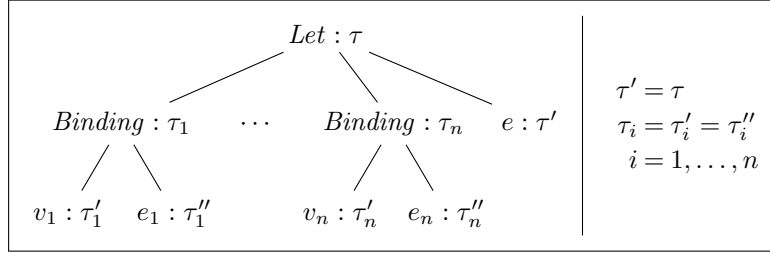 Let : τ
Binding : τ₁ ⋯ Binding : τₙ e : τ′
v₁ : τ′₁ e₁ : τ″₁ vₙ : τ′ₙ eₙ : τ″ₙ
τ′ = τ
τᵢ = τ′ᵢ = τ″ᵢ
i = 1, . . . , n